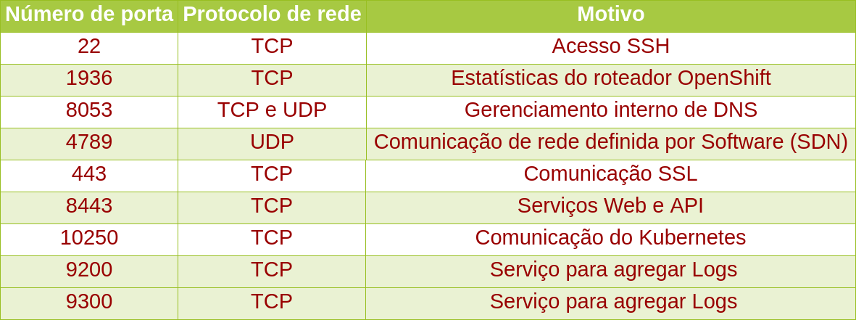 Número de porta Protocolo de rede Motivo
22 TCP Acesso SSH
1936 TCP Estatísticas do roteador OpenShift
8053 TCP e UDP Gerenciamento interno de DNS
4789 UDP Comunicação de rede definida por Software (SDN)
443 TCP Comunicação SSL
8443 TCP Serviços Web e API
10250 TCP Comunicação do Kubernetes
9200 TCP Serviço para agregar Logs
9300 TCP Serviço para agregar Logs